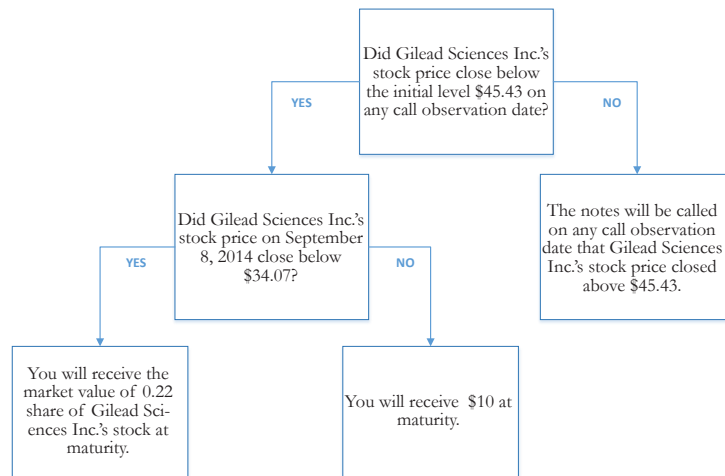 Did Gilead Sciences Inc.'s
stock price close below
the initial level $45.43 on
any call observation date?
YES
NO
Did Gilead Sciences Inc.'s
stock price on September
8, 2014 close below
$34.07?
The notes will be called
on any call observation
date that Gilead Sciences
Inc.'s stock price closed
above $45.43.
YES
NO
You will receive the
market value of 0.22
share of Gilead Sci-
ences Inc.'s stock at
maturity.
You will receive $10 at
maturity.